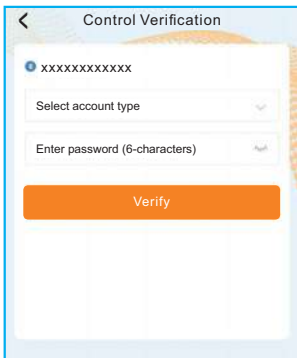 Control Verification
xxxxxxxxxxxx
Select account type
Enter password (6-characters)
Verify